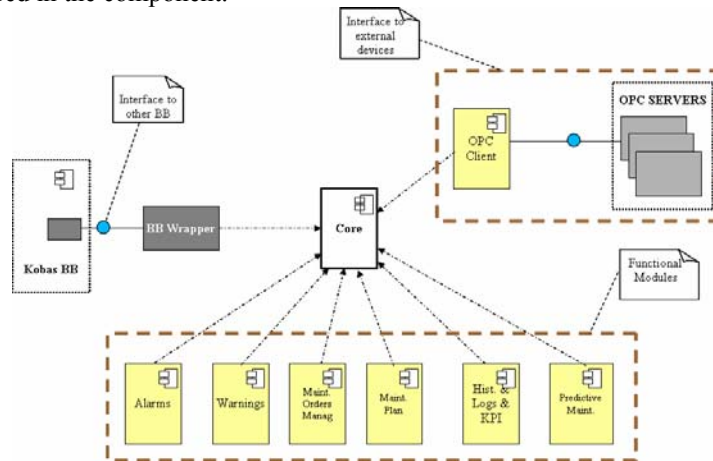 ed in the component.
Interface to
external
devices
Interface to
other BB
OPC SERVERS
OPC
Client
Kobas BB
BB Wrapper
Core
Functional
Modules
Alarms
Warnings
Maint.
Orders
Manag
Maint.
Plan
Hist. &
Logs &
KPI
Predictive
Maint.